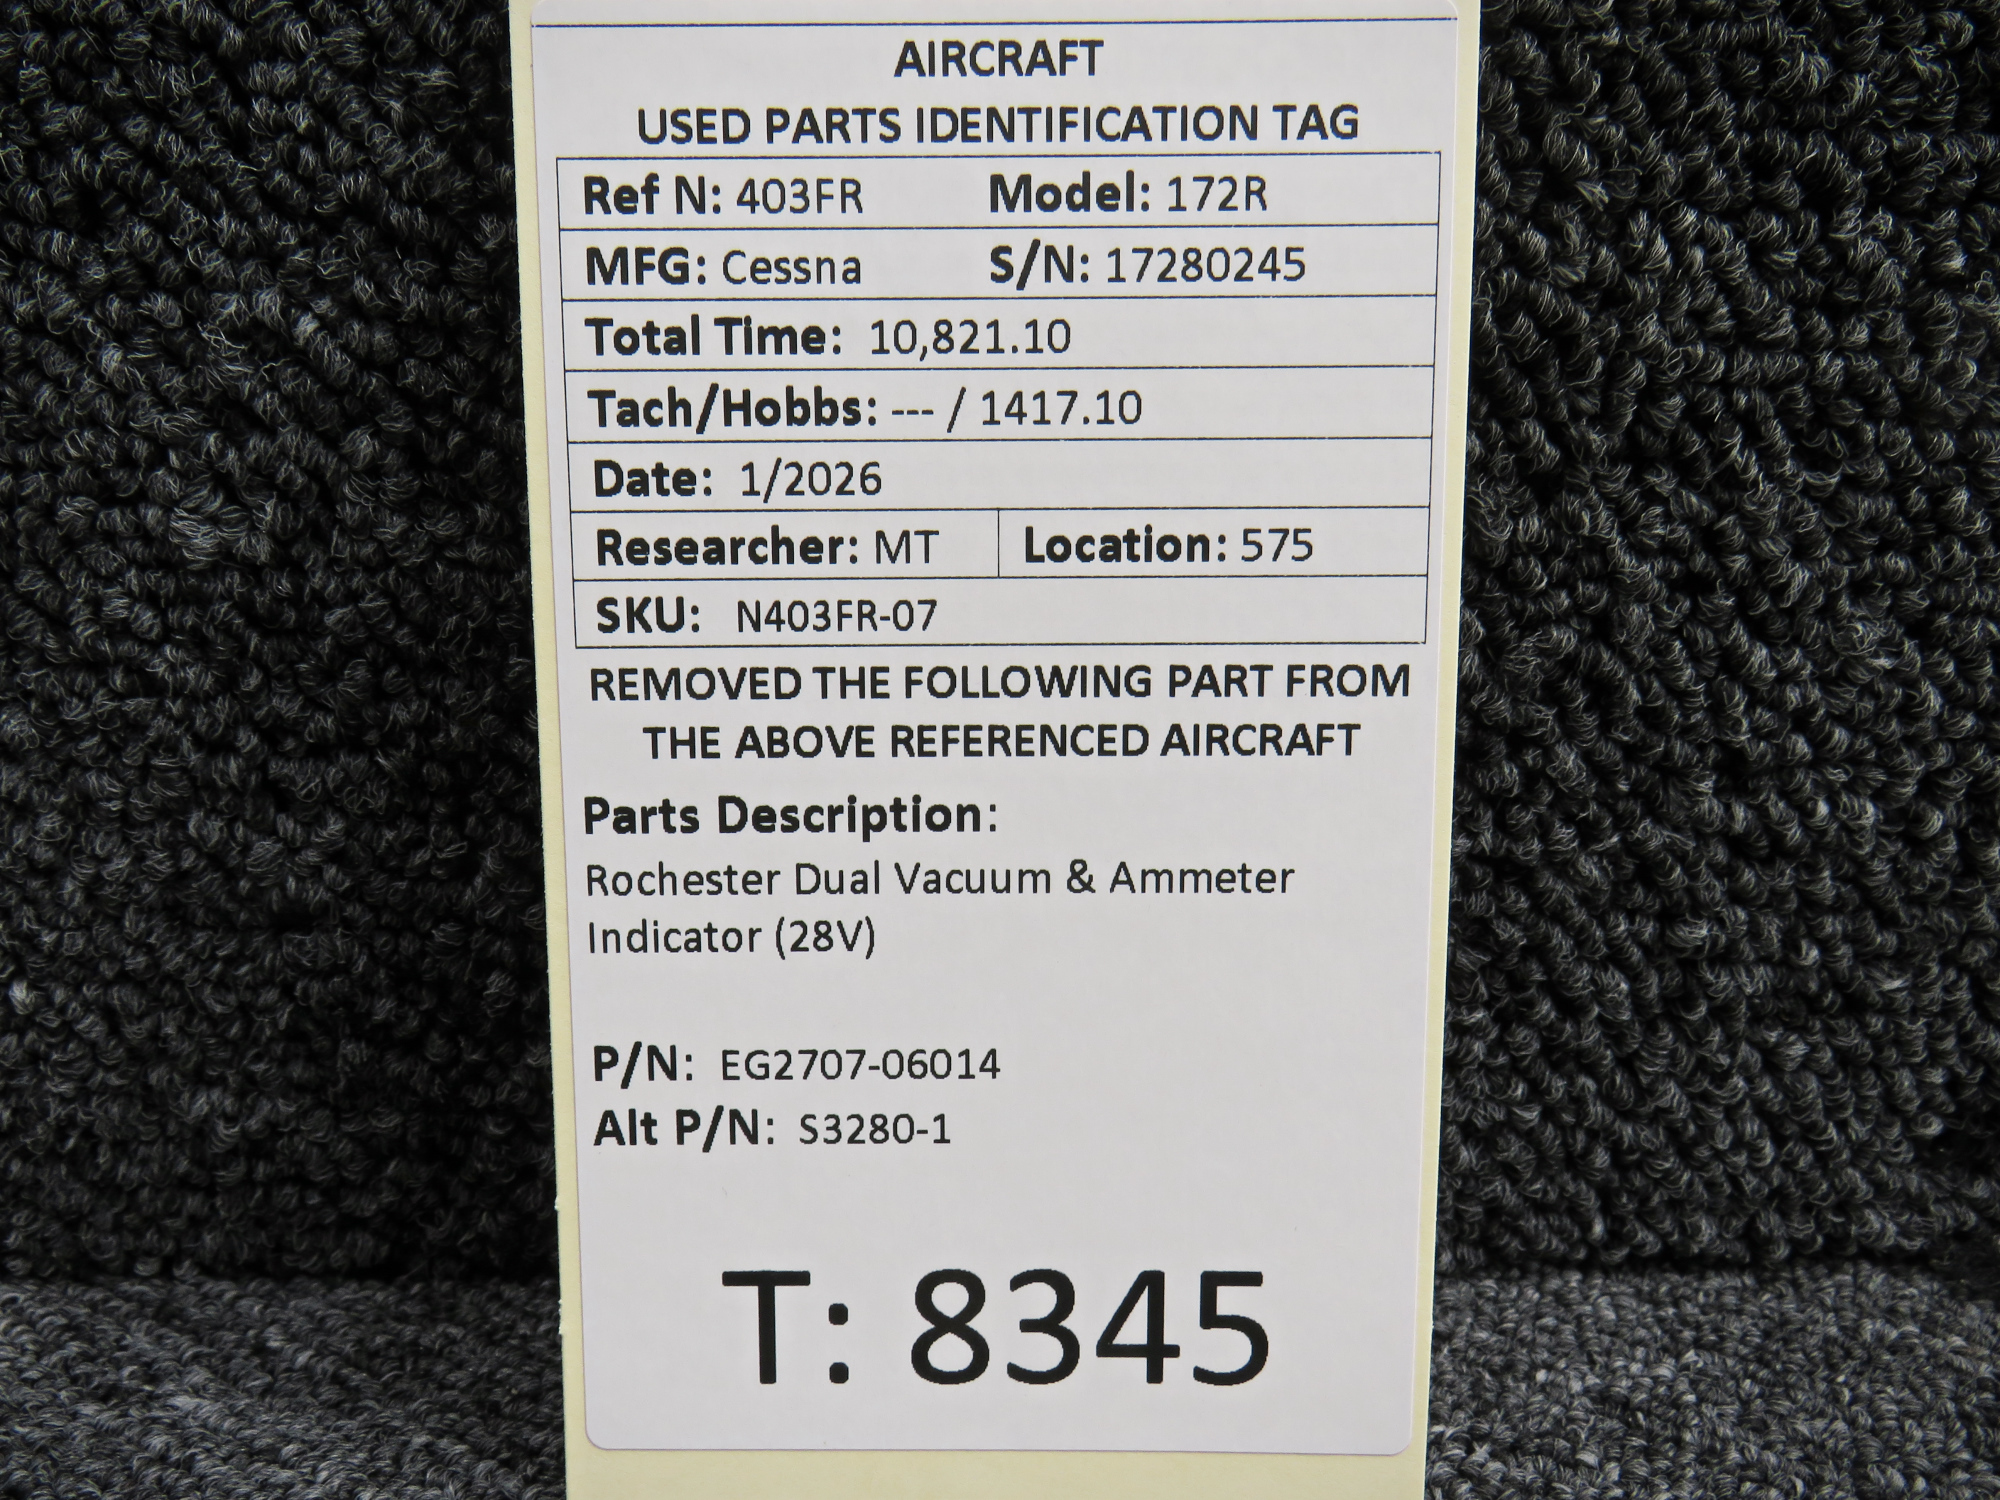 AIRCRAFT
USED PARTS IDENTIFICATION TAG
Ref N: 403FR Model: 172R
MFG: Cessna S/N: 17280245
Total Time: 10,821.10
Tach/Hobbs: --- / 1417.10
Date: 1/2026
Researcher: MT Location: 575
SKU: N403FR-07
REMOVED THE FOLLOWING PART FROM
THE ABOVE REFERENCED AIRCRAFT
Parts Description:
Rochester Dual Vacuum & Ammeter
Indicator (28V)
P/N: EG2707-06014
Alt P/N: S3280-1
T: 8345